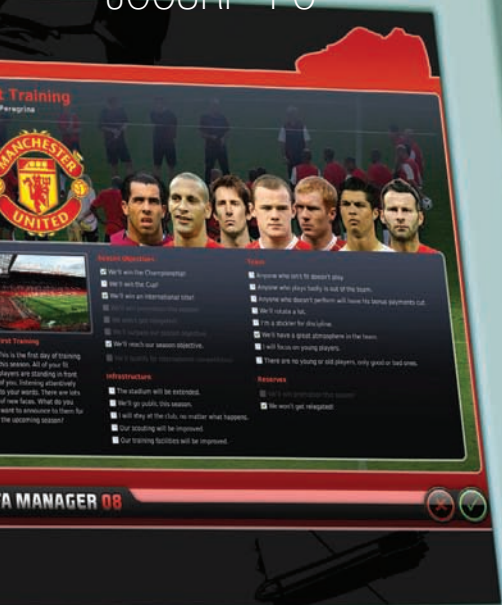 t Training
Peregrina
MANCHESTER
UNITED
Season Objectives
We'll win the Championship!
We'll win the Cup!
We'll win an international title!
We'll reach our season objective.
Infrastructure
The stadium will be extended.
We'll go public this season.
I will stay at the club, no matter what happens.
Our scouting will be improved.
Our training facilities will be improved.
Team
Anyone who isn't fit doesn't play.
Anyone who plays badly is out of the team.
Anyone who doesn't perform will have his bonus payments cut.
We'll rotate a lot.
I'm a stickler for discipline.
We'll have a great atmosphere in the team.
I will focus on young players.
There are no young or old players, only good or bad ones.
Reserves
We won't get relegated!
First Training
This is the first day of training
this season. All of your fit
players are standing in front
of you, listening attentively
to your words. There are lots
of new faces. What do you
want to announce to them for
the upcoming season?
A MANAGER 08